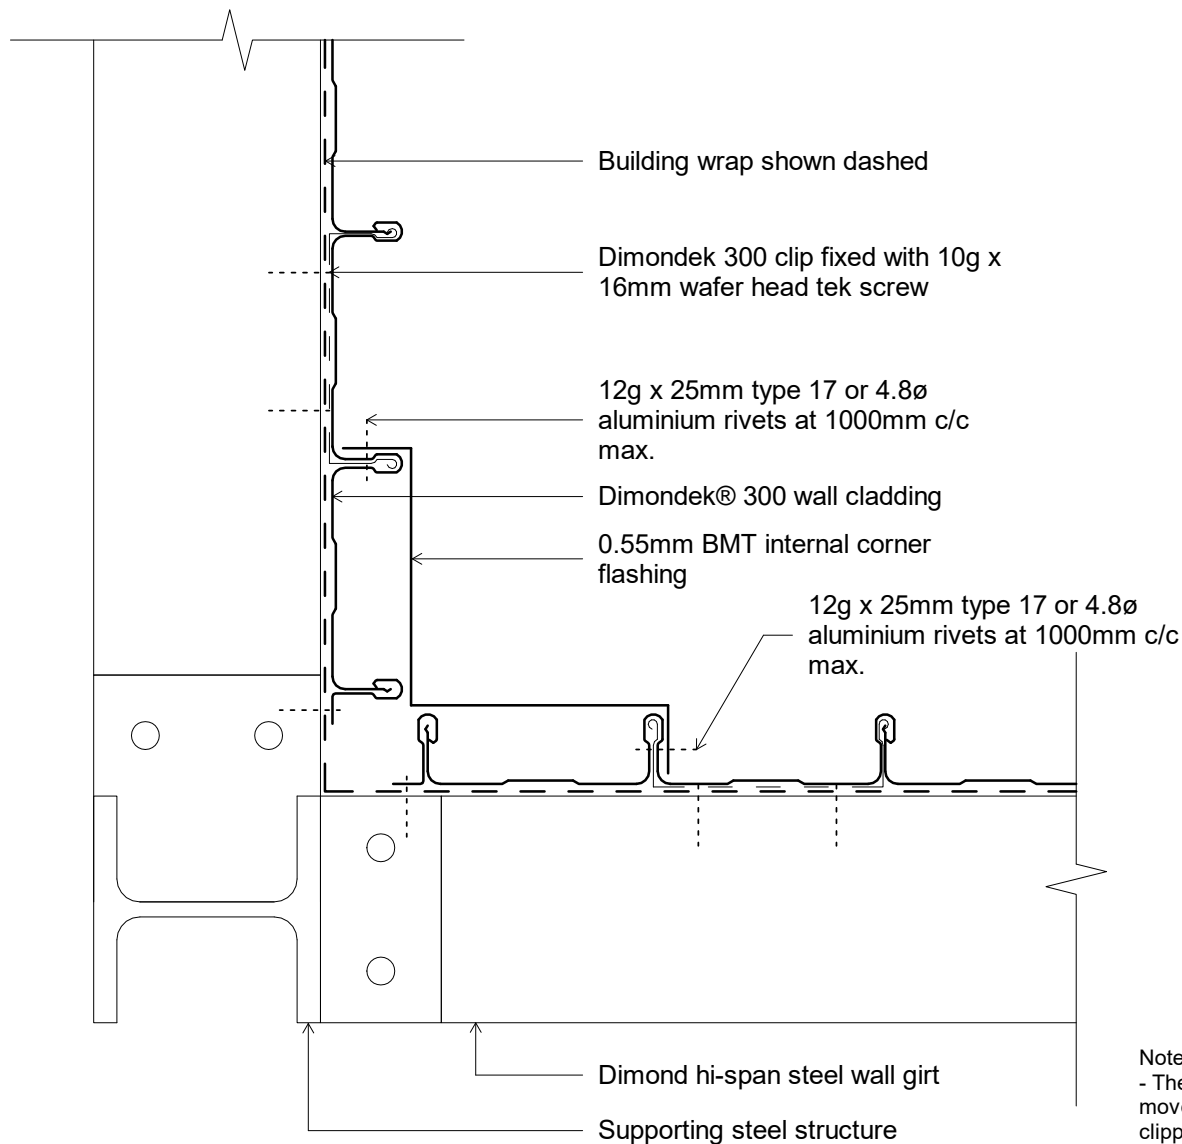 Building wrap shown dashed
Dimondek 300 clip fixed with 10g x
16mm wafer head tek screw
12g x 25mm type 17 or 4.8ø
aluminium rivets at 1000mm c/c
max.
Dimondek® 300 wall cladding
0.55mm BMT internal corner
flashing
12g x 25mm type 17 or 4.8ø
aluminium rivets at 1000mm c/c
max.
Dimond hi-span steel wall girt
Supporting steel structure
Note
- The
move
clipp